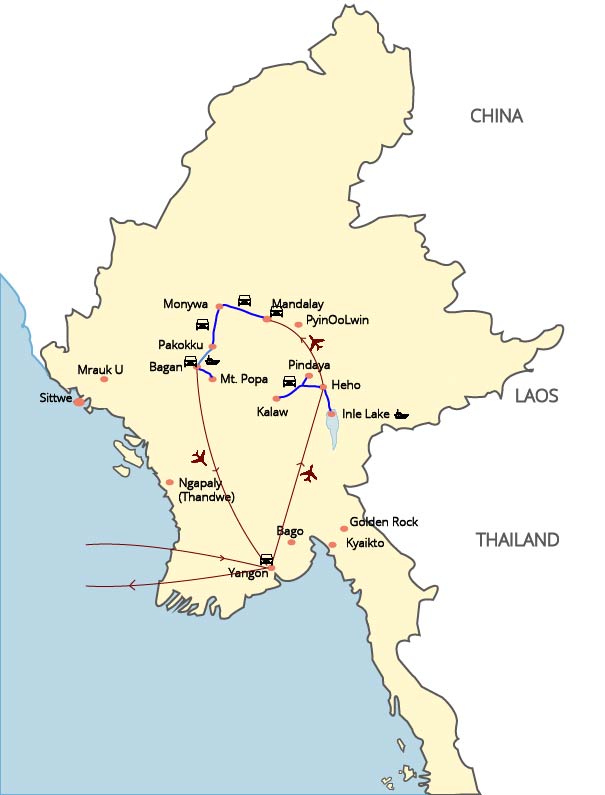 CHINA
Monywa
Mandalay
PyinOoLwin
Pakokku
Pindaya
Bagan
Mrauk U
Mt. Popa
Heho
LAOS
Sittwe
Kalaw
Inle Lake
Ngapaly
(Thandwe)
Golden Rock
Bago
Kyaikto
THAILAND
Yangon